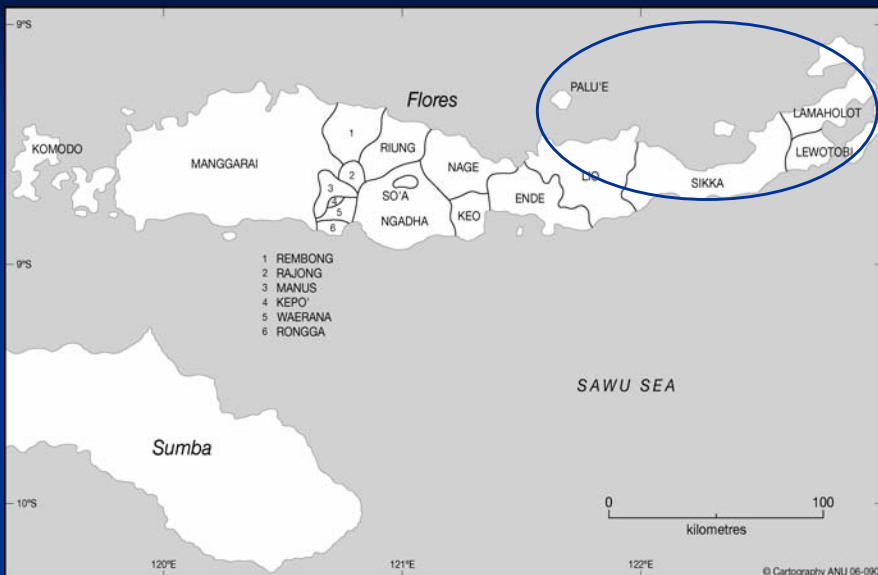 9°S
PALU'E
Flores
LAMAHOLOT
KOMODO
1
RIUNG
LEWOTOBI
MANGGARAI
NAGE
2
LIO
3
SO'A
SIKKA
4
ENDE
5
NGADHA
KEO
6
9°S
1 REMBONG
2 RAJONG
3 MANUS
4 KEPO'
5 WAERANA
6 RONGGA
SAWU SEA
Sumba
10°S
0 100
kilometres
120°E 121°E 122°E
© Cartography ANU 06-090